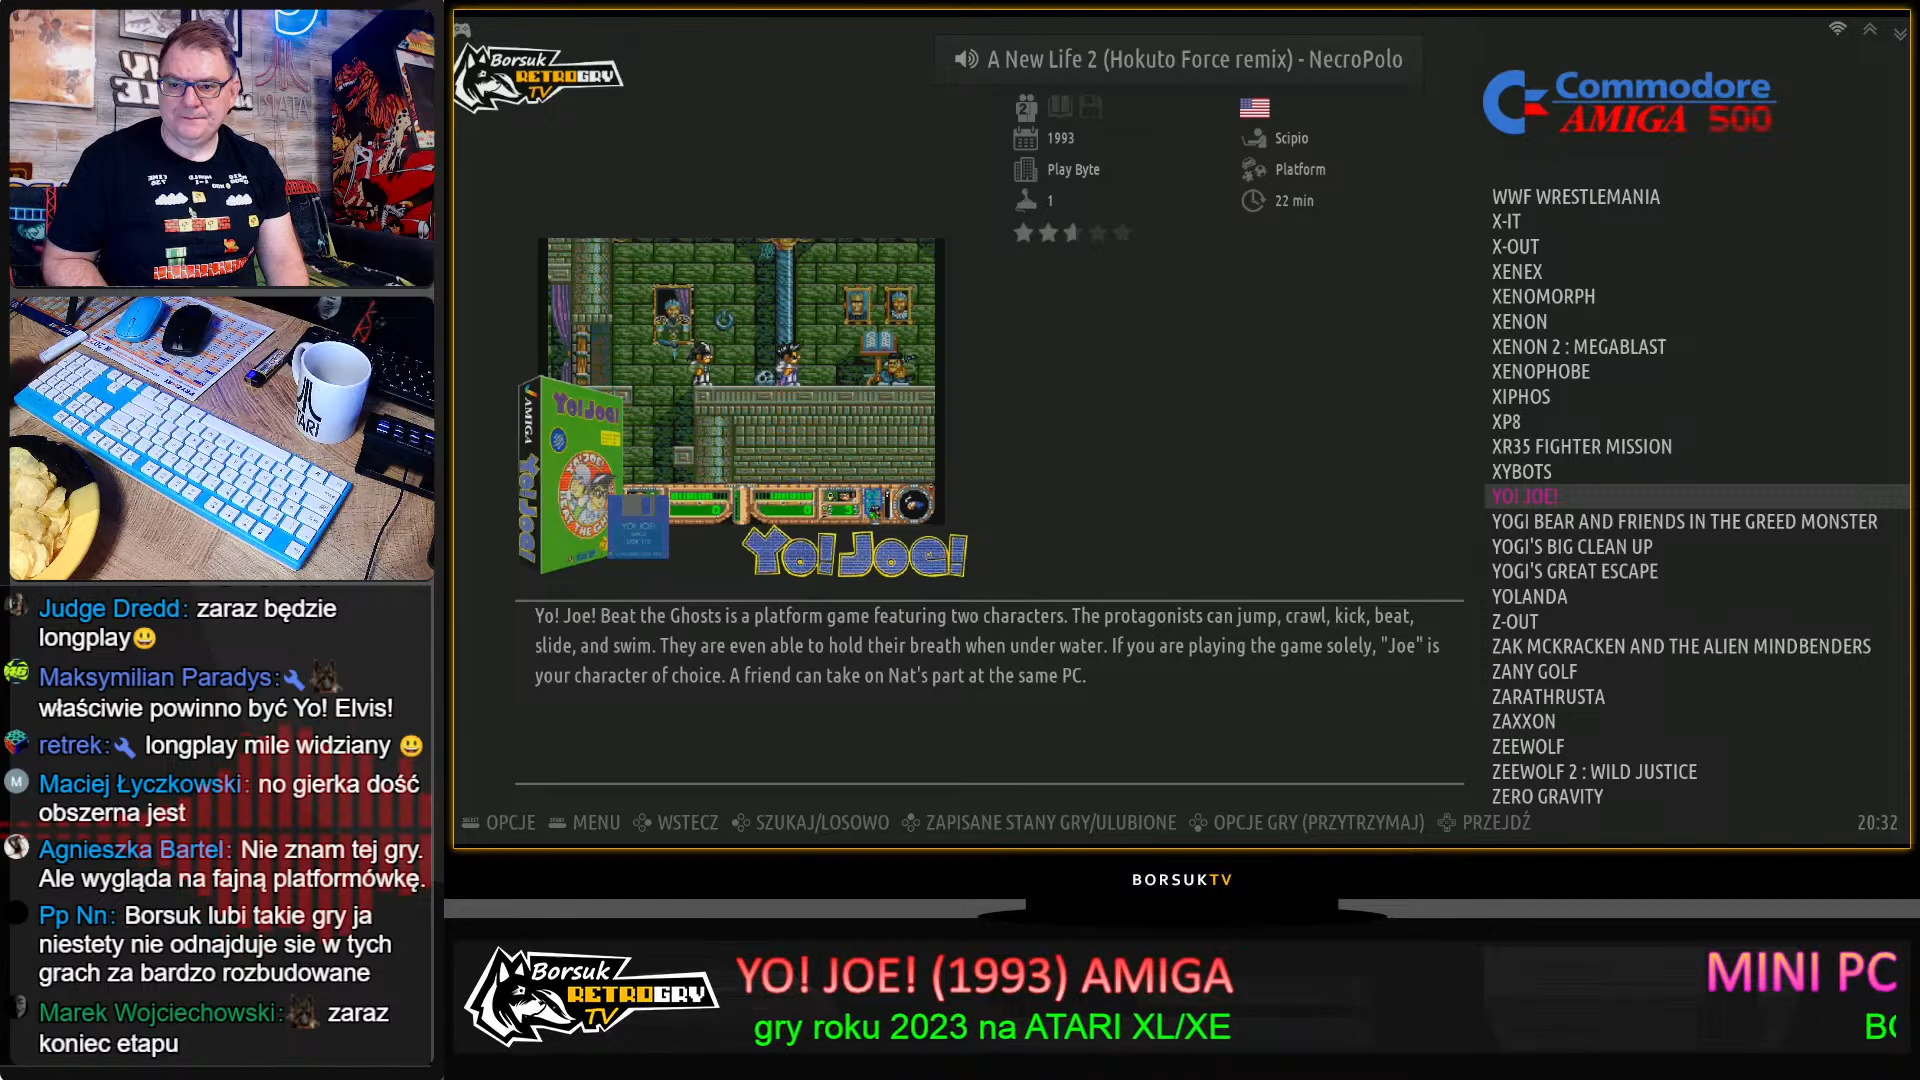 Judge Dredd: zaraz będzie
longplay😃
Maksymilian Paradys:
właściwie powinno być Yo! Elvis!
retrek: longplay mile widziany 😃
Maciej Łyczkowski: no gierka dość
obszerna jest
Agnieszka Bartel: Nie znam tej gry.
Ale wygląda na fajną platformówkę.
Pp Nn: Borsuk lubi takie gry ja
niestety nie odnajduje sie w tych
grach za bardzo rozbudowane
Marek Wojciechowski: zaraz
koniec etapu
ATARI
M
Borsuk
RETROGRY
TV
A New Life 2 (Hokuto Force remix) - NecroPolo
2
1993
Scipio
Play Byte
Platform
1
22 min
Commodore
AMIGA 500
AMIGA
Yo! Joe!
Yo! Joe!
Yo! Joe!
WWF WRESTLEMANIA
X-IT
X-OUT
XENEX
XENOMORPH
XENON
XENON 2 : MEGABLAST
XENOPHOBE
XIPHOS
XP8
XR35 FIGHTER MISSION
XYBOTS
YO! JOE!
YOGI BEAR AND FRIENDS IN THE GREED MONSTER
YOGI'S BIG CLEAN UP
YOGI'S GREAT ESCAPE
YOLANDA
Z-OUT
ZAK MCKRACKEN AND THE ALIEN MINDBENDERS
ZANY GOLF
ZARATHRUSTA
ZAXXON
ZEEWOLF
ZEEWOLF 2 : WILD JUSTICE
ZERO GRAVITY
Yo! Joe! Beat the Ghosts is a platform game featuring two characters. The protagonists can jump, crawl, kick, beat,
slide, and swim. They are even able to hold their breath when under water. If you are playing the game solely, "Joe" is
your character of choice. A friend can take on Nat's part at the same PC.
OPCJE MENU WSTECZ SZUKAJ/LOSOWO ZAPISANE STANY GRY/ULUBIONE OPCJE GRY (PRZYTRZYMAJ) PRZEJDŹ 20:32
BORSUKTV
Borsuk
RETROGRY
TV
YO! JOE! (1993) AMIGA
gry roku 2023 na ATARI XL/XE
MINI PC